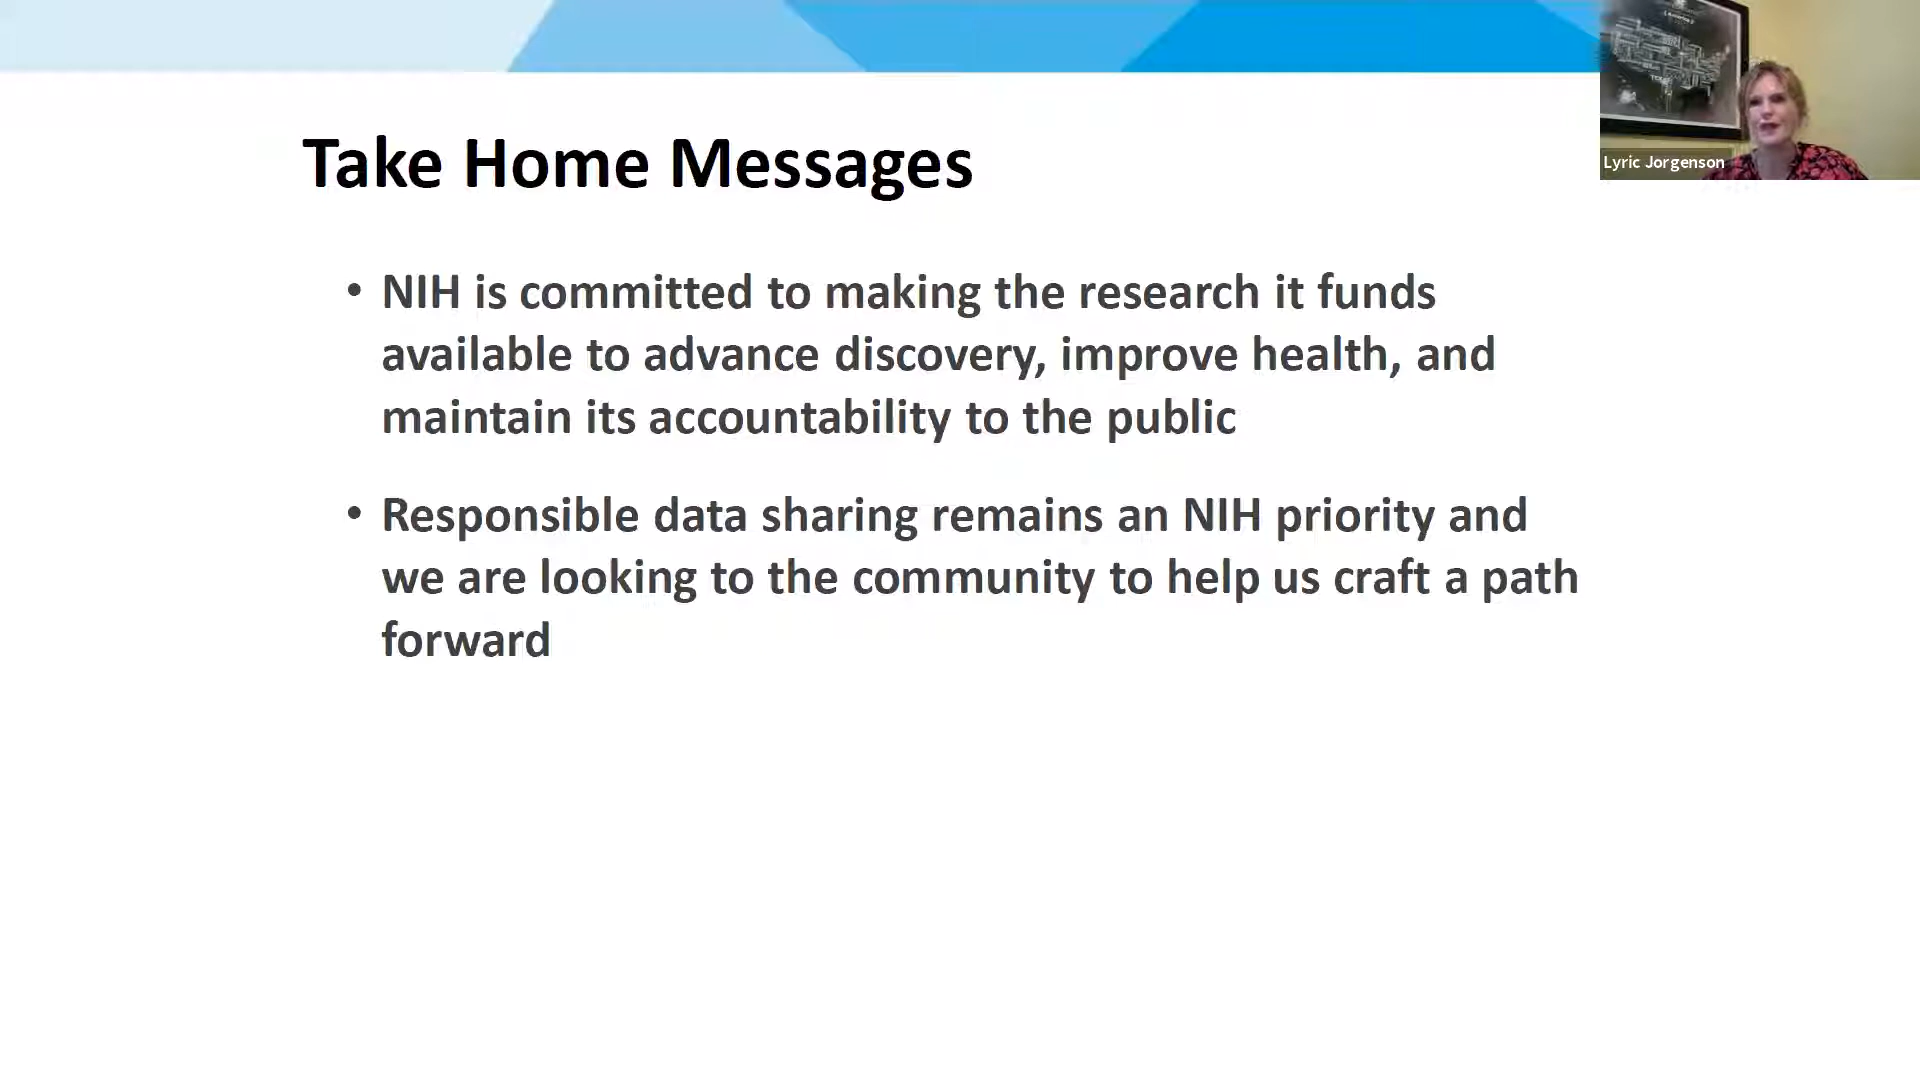 Take Home Messages
Lyric Jorgenson
• NIH is committed to making the research it funds
available to advance discovery, improve health, and
maintain its accountability to the public
• Responsible data sharing remains an NIH priority and
we are looking to the community to help us craft a path
forward